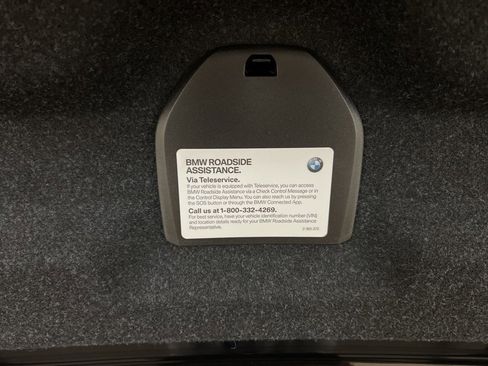 BMW ROADSIDE
ASSISTANCE.
Via Teleservice.
If your vehicle is equipped with Teleservice, you can access
BMW Roadside Assistance via a Check Control Message or in
the Control Display Menu. You can also reach us by pressing
the SOS button or through the BMW Connected App.
Call us at 1-800-332-4269.
For best service, have your vehicle identification number (VIN)
and location details ready for your BMW Roadside Assistance
Representative.